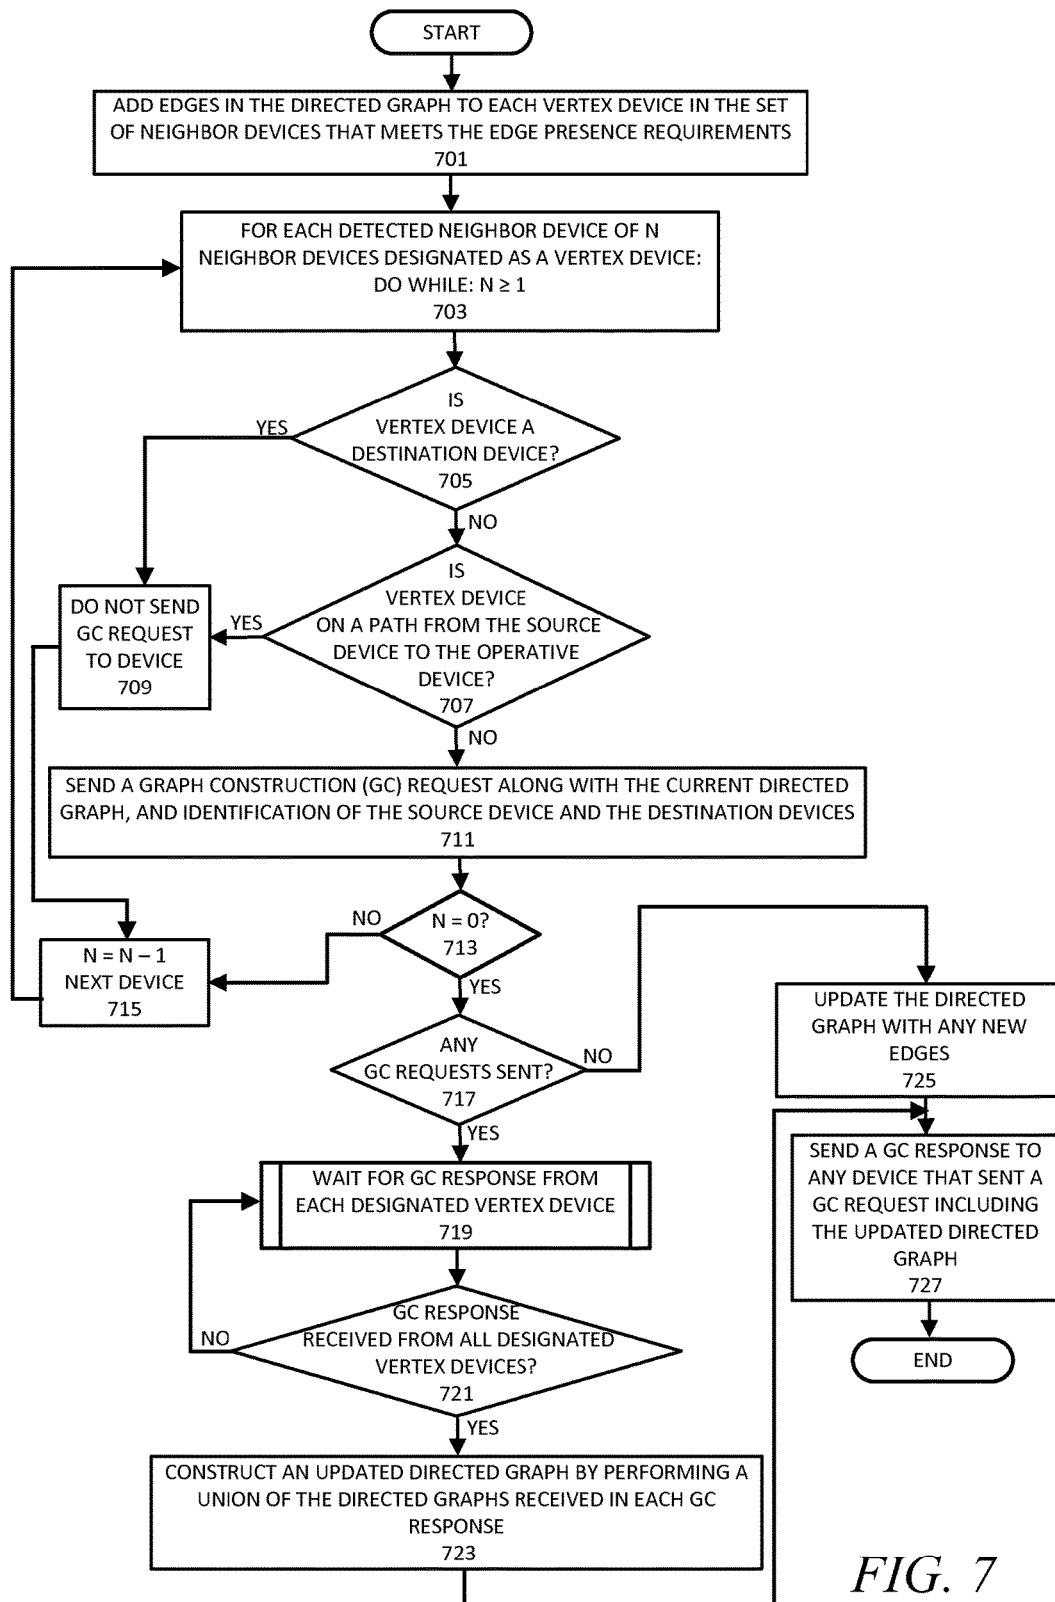 START
ADD EDGES IN THE DIRECTED GRAPH TO EACH VERTEX DEVICE IN THE SET
OF NEIGHBOR DEVICES THAT MEETS THE EDGE PRESENCE REQUIREMENTS
701
FOR EACH DETECTED NEIGHBOR DEVICE OF N
NEIGHBOR DEVICES DESIGNATED AS A VERTEX DEVICE:
DO WHILE: N ≥ 1
703
IS
VERTEX DEVICE A
DESTINATION DEVICE?
705
YES
NO
IS
VERTEX DEVICE
ON A PATH FROM THE SOURCE
DEVICE TO THE OPERATIVE
DEVICE?
707
YES
NO
DO NOT SEND
GC REQUEST
TO DEVICE
709
SEND A GRAPH CONSTRUCTION (GC) REQUEST ALONG WITH THE CURRENT DIRECTED
GRAPH, AND IDENTIFICATION OF THE SOURCE DEVICE AND THE DESTINATION DEVICES
711
N = 0?
713
NO
YES
N = N – 1
NEXT DEVICE
715
ANY
GC REQUESTS SENT?
717
NO
YES
UPDATE THE DIRECTED
GRAPH WITH ANY NEW
EDGES
725
WAIT FOR GC RESPONSE FROM
EACH DESIGNATED VERTEX DEVICE
719
SEND A GC RESPONSE TO
ANY DEVICE THAT SENT A
GC REQUEST INCLUDING
THE UPDATED DIRECTED
GRAPH
727
GC RESPONSE
RECEIVED FROM ALL DESIGNATED
VERTEX DEVICES?
721
NO
YES
END
CONSTRUCT AN UPDATED DIRECTED GRAPH BY PERFORMING A
UNION OF THE DIRECTED GRAPHS RECEIVED IN EACH GC
RESPONSE
723
FIG. 7